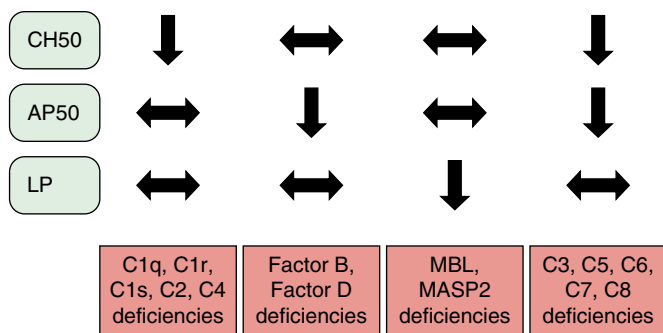 CH50
AP50
LP
C1q, C1r,
C1s, C2, C4
deficiencies
Factor B,
Factor D
deficiencies
MBL,
MASP2
deficiencies
C3, C5, C6,
C7, C8
deficiencies